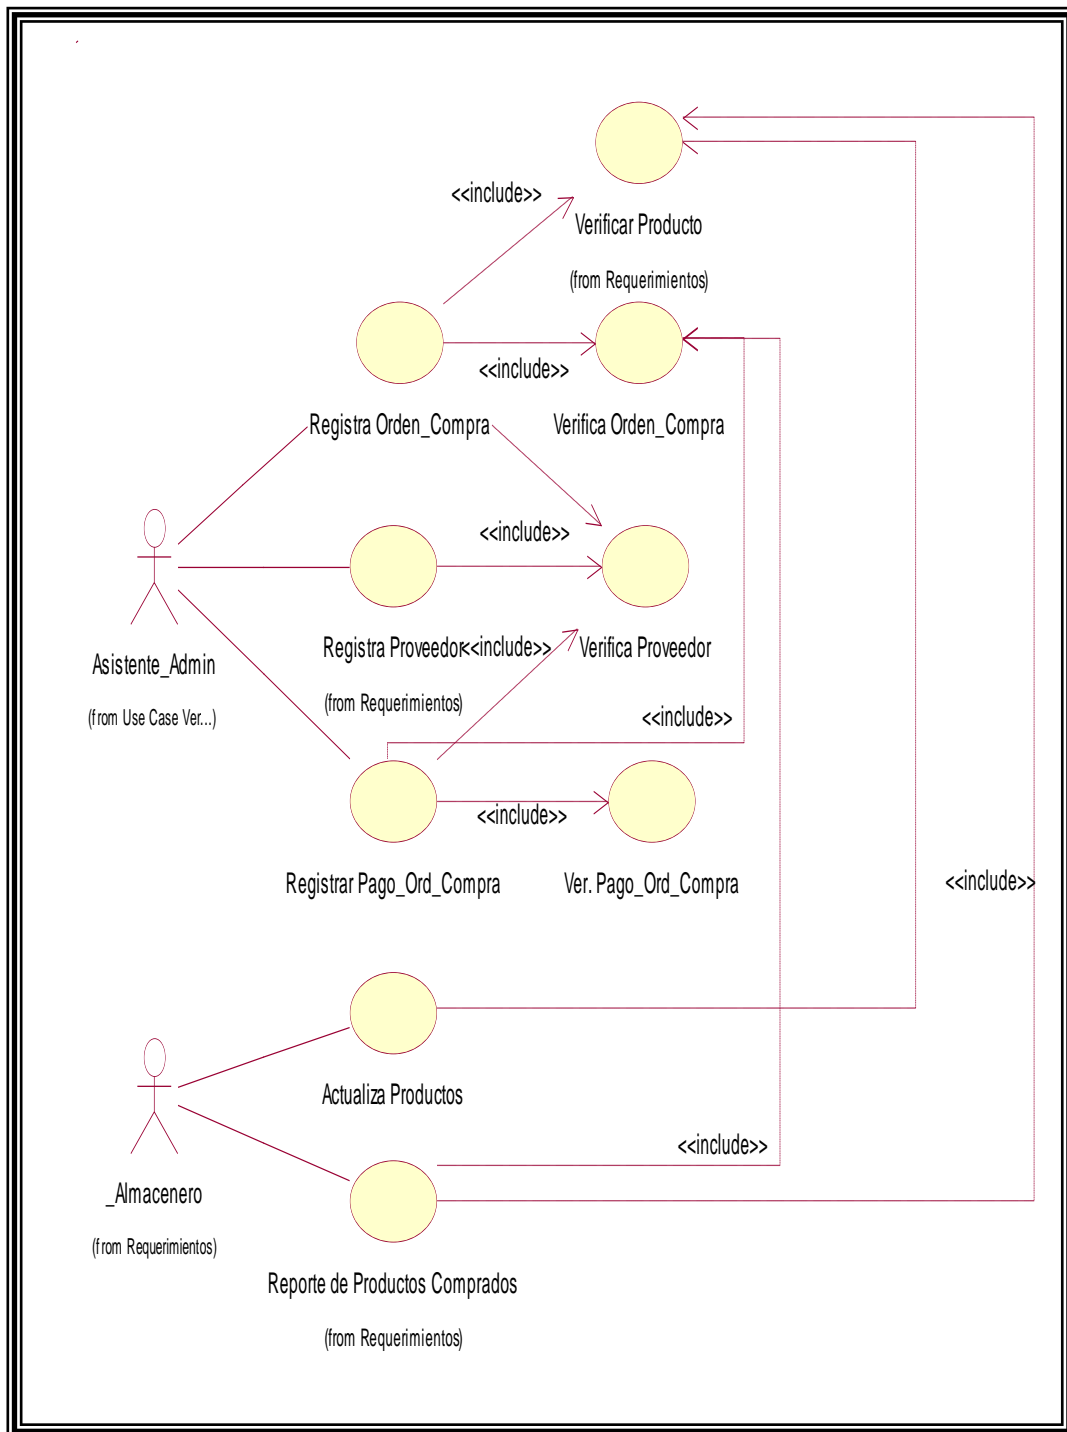 <<include>>
Verificar Producto
(from Requerimientos)
<<include>>
Registra Orden_Compra
Verifica Orden_Compra
<<include>>
Registra Proveedor
<<include>>
Verifica Proveedor
Asistente_Admin
(from Requerimientos)
(from Use Case Ver...)
<<include>>
<<include>>
Registrar Pago_Ord_Compra
Ver. Pago_Ord_Compra
<<include>>
Actualiza Productos
<<include>>
_Almacenero
(from Requerimientos)
Reporte de Productos Comprados
(from Requerimientos)